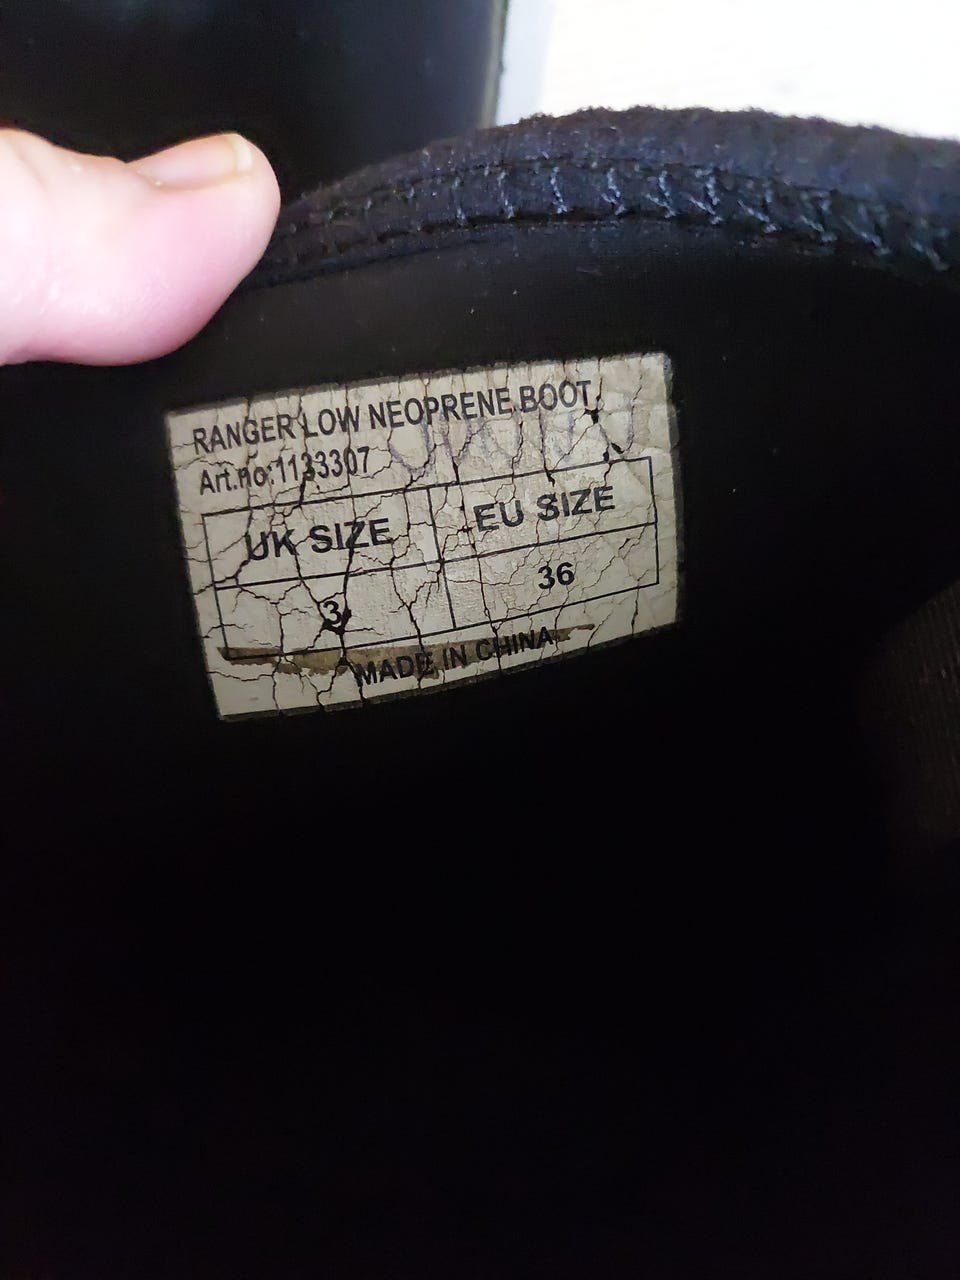 RANGER LOW NEOPRENE BOOT
Art.no:1133307
UK SIZE EU SIZE
3 36
MADE IN CHINA